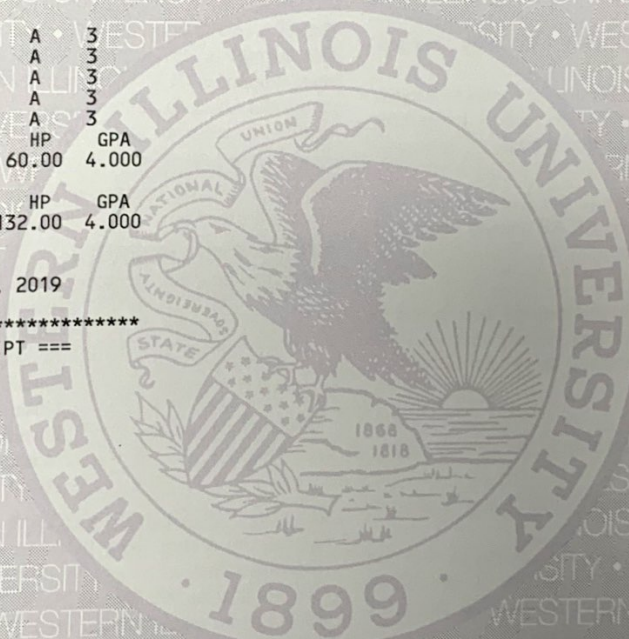 A 3
A 3
A 3
A 3
A 3
HP GPA
60.00 4.000
HP GPA
132.00 4.000
2019
**************
PT ===
WESTERN ILLINOIS UNIVERSITY
UNION
NATIONAL
SOVEREIGNTY
STATE
1868
1818
· 1899 ·